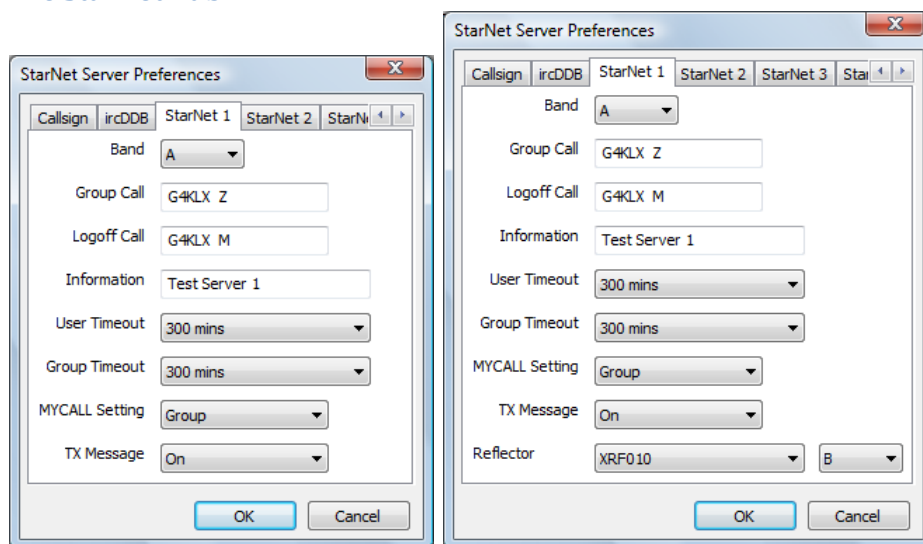 StarNet Server Preferences
Callsign ircDDB StarNet 1 StarNet 2
Band A
Group Call G4KLX Z
Logoff Call G4KLX M
Information Test Server 1
User Timeout 300 mins
Group Timeout 300 mins
MYCALL Setting Group
TX Message On
OK Cancel
StarNet Server Preferences
Callsign ircDDB StarNet 1 StarNet 2 StarNet 3
Band A
Group Call G4KLX Z
Logoff Call G4KLX M
Information Test Server 1
User Timeout 300 mins
Group Timeout 300 mins
MYCALL Setting Group
TX Message On
Reflector XRF010 B
OK Cancel